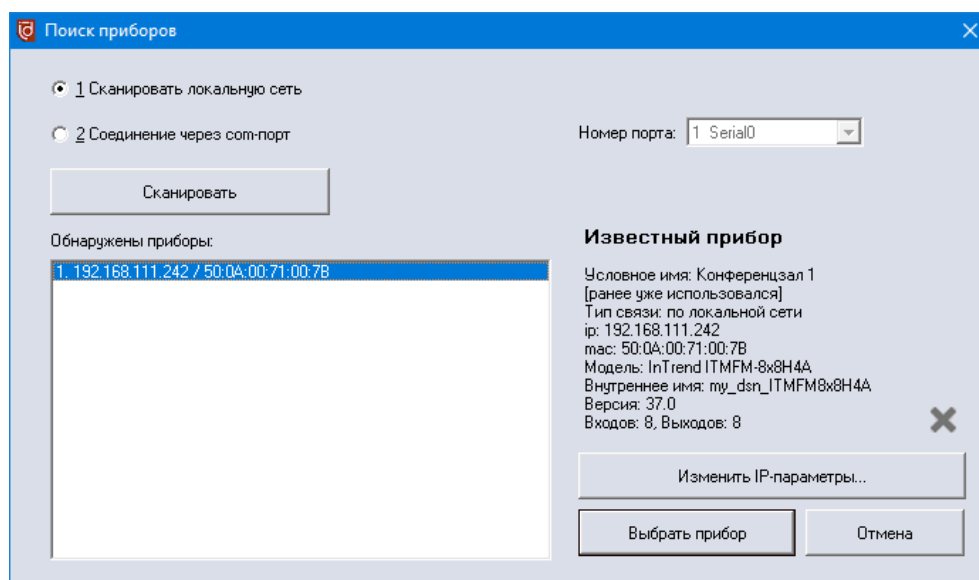 Поиск приборов
1 Сканировать локальную сеть
2 Соединение через com-порт
Номер порта: 1 Serial0
Сканировать
Обнаружены приборы:
1. 192.168.111.242 / 50:0A:00:71:00:7B
Известный прибор
Условное имя: Конференцзал 1
[ранее уже использовался]
Тип связи: по локальной сети
ip: 192.168.111.242
mac: 50:0A:00:71:00:7B
Модель: InTrend ITMFM-8x8H4A
Внутреннее имя: my_dsn_ITMFM8x8H4A
Версия: 37.0
Входов: 8, Выходов: 8
Изменить IP-параметры...
Выбрать прибор
Отмена